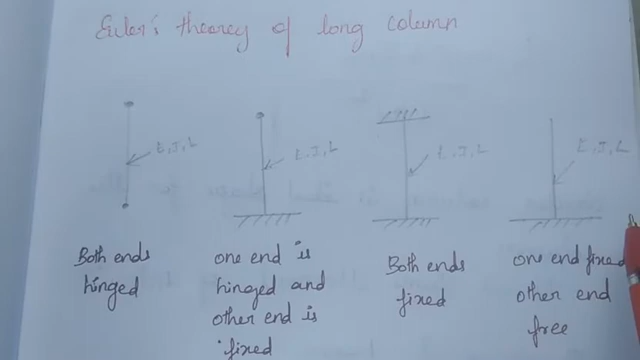 Euler's theory of long column
E, I, L
E, I, L
E, I, L
E, I, L
Both ends
hinged
one end is
hinged and
other end is
fixed
Both ends
fixed
one end fixed
other end
free